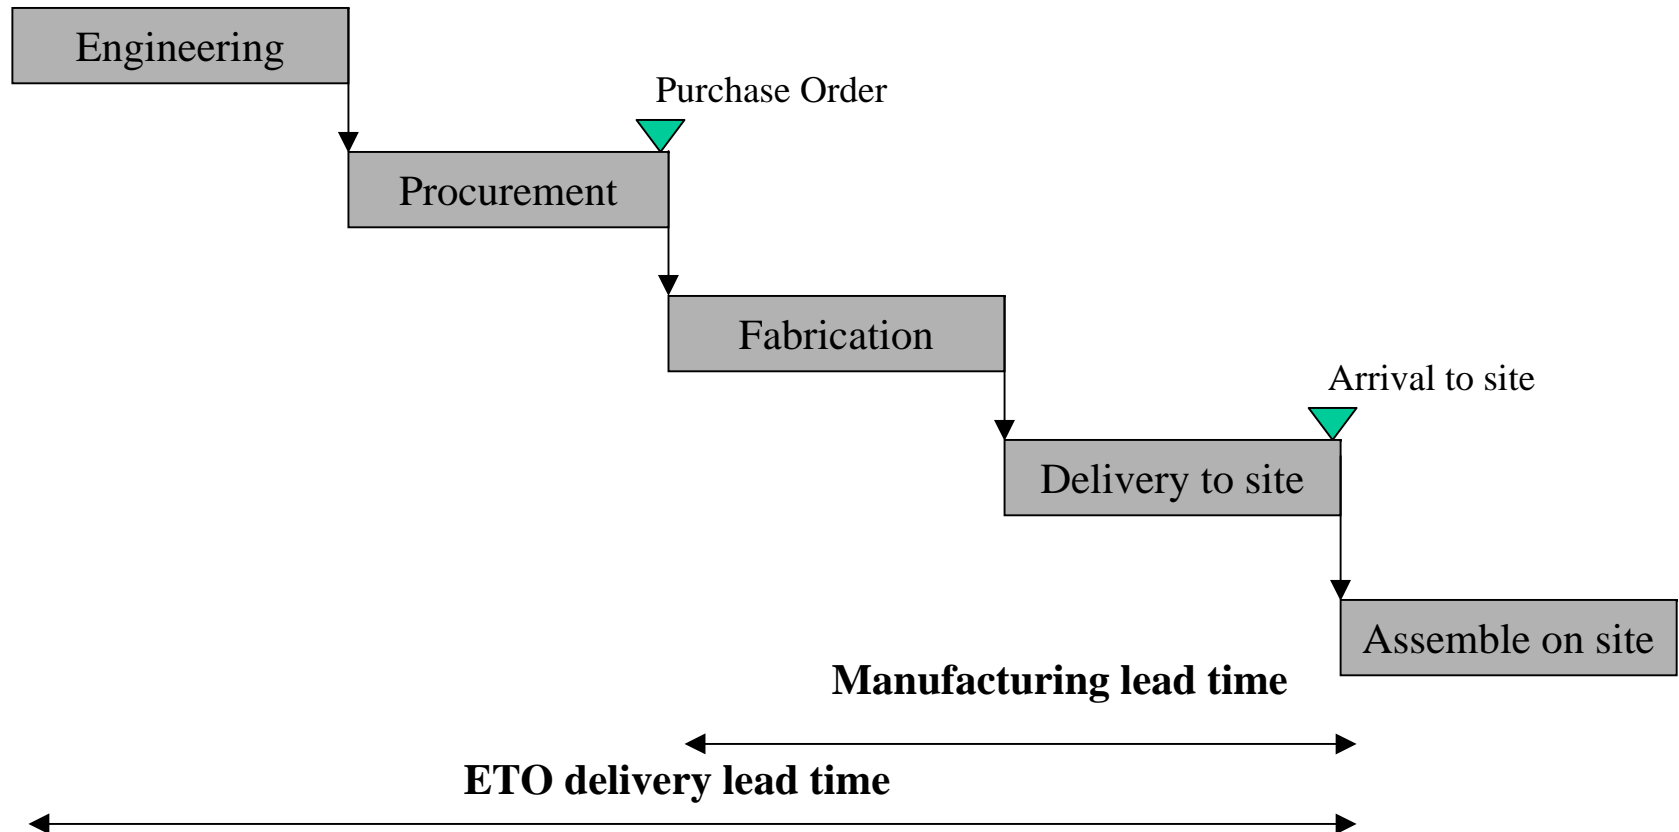 Engineering
Purchase Order
Procurement
Fabrication
Arrival to site
Delivery to site
Assemble on site
Manufacturing lead time
ETO delivery lead time